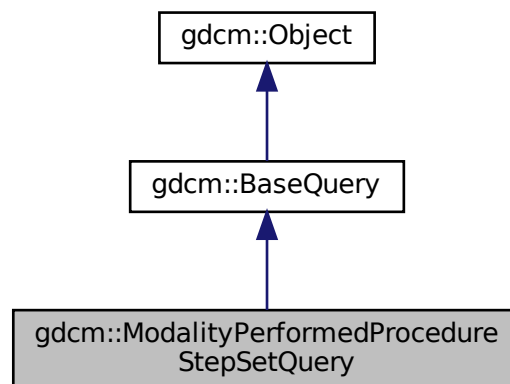 gdcm::Object
gdcm::BaseQuery
gdcm::ModalityPerformedProcedure
StepSetQuery